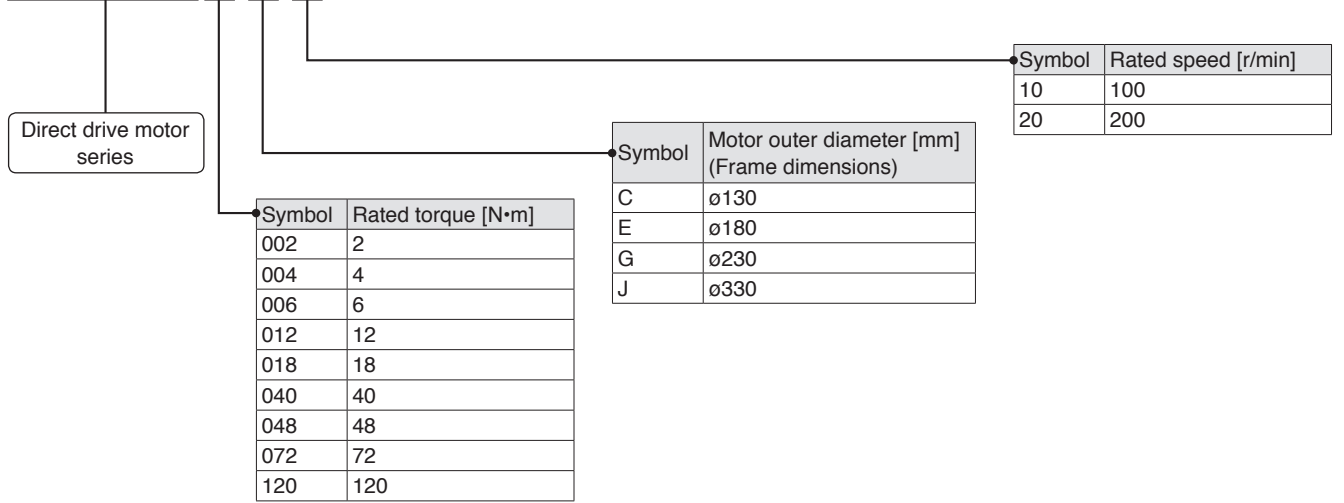 Symbol Rated speed [r/min]
10 100
20 200
Direct drive motor
series
Symbol Motor outer diameter [mm]
(Frame dimensions)
C ø130
E ø180
G ø230
J ø330
Symbol Rated torque [N•m]
002 2
004 4
006 6
012 12
018 18
040 40
048 48
072 72
120 120